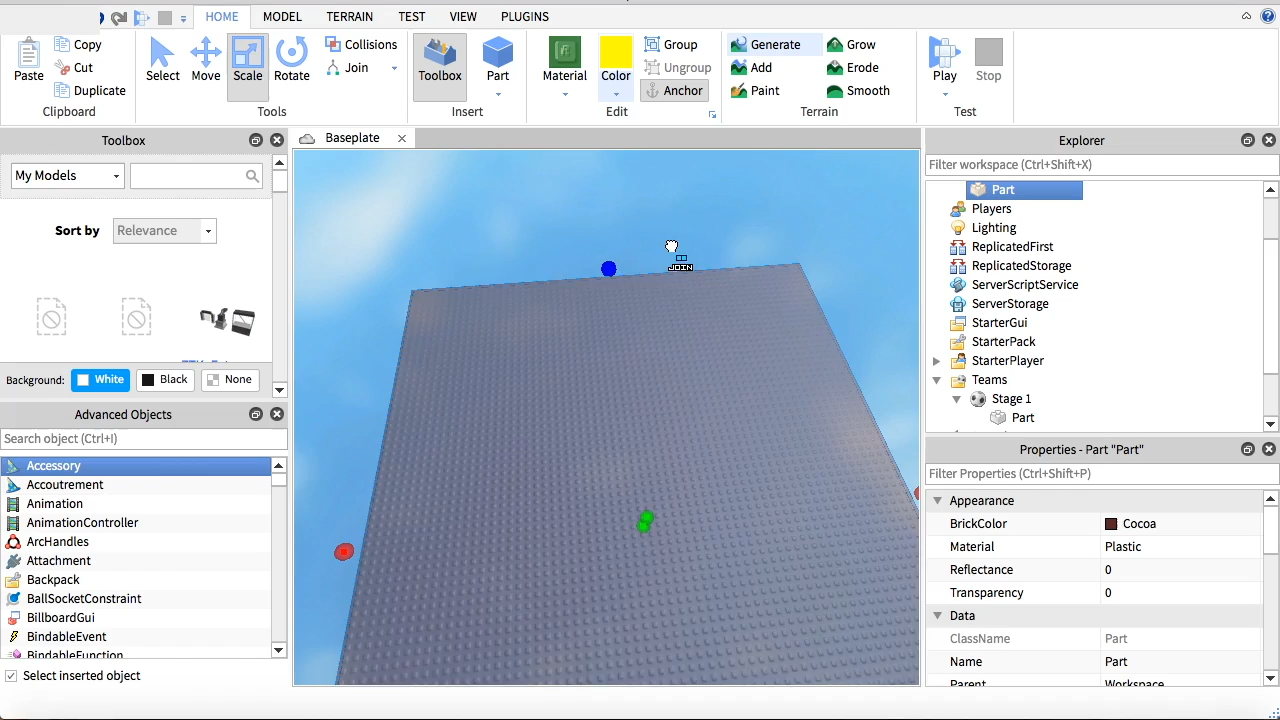 HOME MODEL TERRAIN TEST VIEW PLUGINS
Paste
Copy
Cut
Duplicate
Clipboard
Select
Move
Scale
Rotate
Collisions
Join
Tools
Toolbox
Part
Insert
Material
Color
Group
Ungroup
Anchor
Edit
Generate
Add
Paint
Grow
Erode
Smooth
Terrain
Play
Stop
Test
Toolbox
My Models
Sort by Relevance
Background: White Black None
Advanced Objects
Search object (Ctrl+I)
Accessory
Accoutrement
Animation
AnimationController
ArcHandles
Attachment
Backpack
BallSocketConstraint
BillboardGui
BindableEvent
BindableFunction
Select inserted object
Baseplate
JOIN
Explorer
Filter workspace (Ctrl+Shift+X)
Part
Players
Lighting
ReplicatedFirst
ReplicatedStorage
ServerScriptService
ServerStorage
StarterGui
StarterPack
StarterPlayer
Teams
Stage 1
Part
Properties - Part "Part"
Filter Properties (Ctrl+Shift+P)
Appearance
BrickColor Cocoa
Material Plastic
Reflectance 0
Transparency 0
Data
ClassName Part
Name Part
Parent Workspace